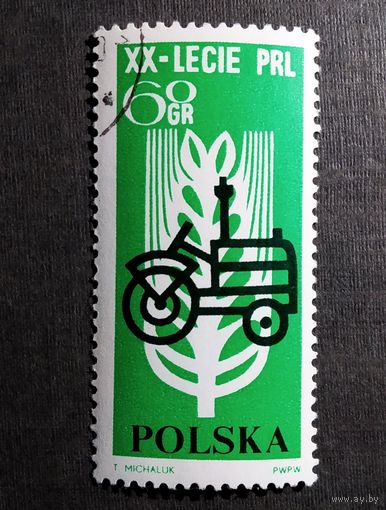 XX-LECIE PRL
60 GR
POLSKA
T. MICHALUK PWPW
www.ay.by